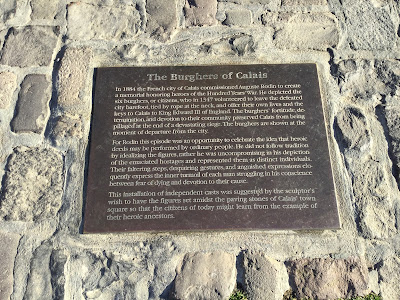 The Burghers of Calais
In 1884 the French city of Calais commissioned Auguste Rodin to create
a memorial honoring heroes of the Hundred Years' War. He depicted the
six burghers, or citizens, who in 1347 volunteered to leave the defeated
city barefoot, tied by rope at the neck, and offer their own lives and the
keys to Calais to King Edward III of England. The burghers' fortitude, de-
termination, and devotion to their community preserved Calais from being
pillaged at the end of a devastating siege. The burghers are shown at the
moment of departure from the city.
For Rodin this episode was an opportunity to celebrate the idea that heroic
deeds may be performed by ordinary people. He did not follow tradition
by idealizing the figures, rather he was uncompromising in his depiction
of the emaciated hostages and represented them as distinct individuals.
Their faltering steps, despairing gestures, and anguished expressions elo-
quently express the inner turmoil of each man struggling in his conscience
between fear of dying and devotion to their cause.
This installation of independent casts was suggested by the sculptor's
wish to have the figures set amidst the paving stones of Calais' town
square so that the citizens of today might learn from the example of
their heroic ancestors.